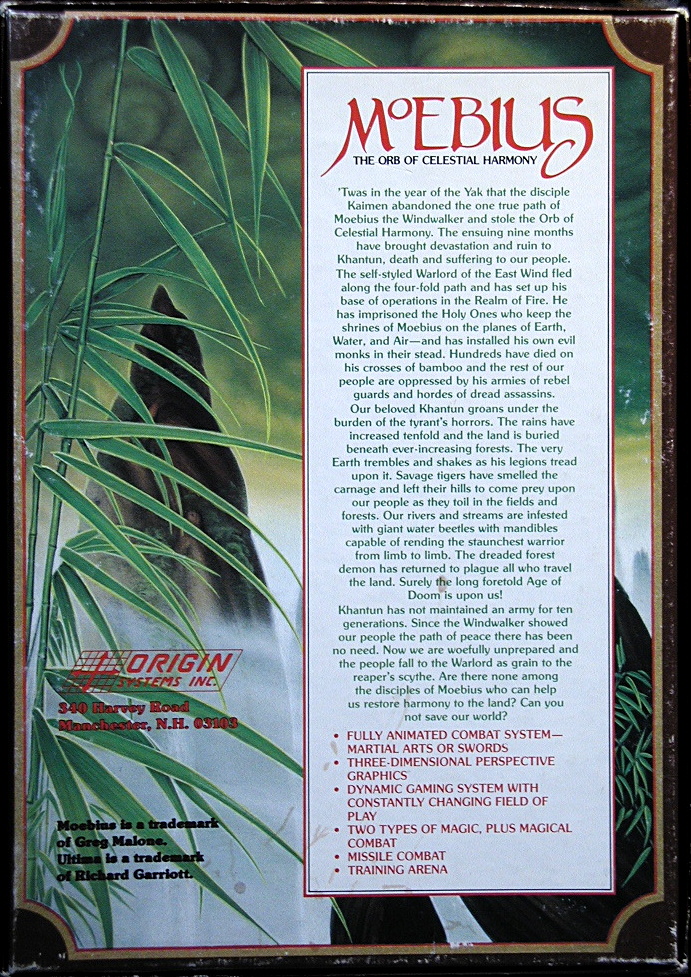 MOEBIUS
THE ORB OF CELESTIAL HARMONY
'Twas in the year of the Yak that the disciple
Kaimen abandoned the one true path of
Moebius the Windwalker and stole the Orb of
Celestial Harmony. The ensuing nine months
have brought devastation and ruin to
Khantun, death and suffering to our people.
The self-styled Warlord of the East Wind fled
along the four-fold path and has set up his
base of operations in the Realm of Fire. He
has imprisoned the Holy Ones who keep the
shrines of Moebius on the planes of Earth,
Water, and Air—and has installed his own evil
monks in their stead. Hundreds have died on
his crosses of bamboo and the rest of our
people are oppressed by his armies of rebel
guards and hordes of dread assassins.
Our beloved Khantun groans under the
burden of the tyrant's horrors. The rains have
increased tenfold and the land is buried
beneath ever-increasing forests. The very
Earth trembles and shakes as his legions tread
upon it. Savage tigers have smelled the
carnage and left their hills to come prey upon
our people as they toil in the fields and
forests. Our rivers and streams are infested
with giant water beetles with mandibles
capable of rending the staunchest warrior
from limb to limb. The dreaded forest
demon has returned to plague all who travel
the land. Surely the long foretold Age of
Doom is upon us!
Khantun has not maintained an army for ten
generations. Since the Windwalker showed
our people the path of peace there has been
no need. Now we are woefully unprepared and
the people fall to the Warlord as grain to the
reaper's scythe. Are there none among
the disciples of Moebius who can help
us restore harmony to the land? Can you
not save our world?
• FULLY ANIMATED COMBAT SYSTEM—
MARTIAL ARTS OR SWORDS
• THREE-DIMENSIONAL PERSPECTIVE
GRAPHICS
• DYNAMIC GAMING SYSTEM WITH
CONSTANTLY CHANGING FIELD OF
PLAY
• TWO TYPES OF MAGIC, PLUS MAGICAL
COMBAT
• MISSILE COMBAT
• TRAINING ARENA
ORIGIN
SYSTEMS INC.
340 Harvey Road
Manchester, N.H. 03103
Moebius is a trademark
of Greg Malone.
Ultima is a trademark
of Richard Garriott.